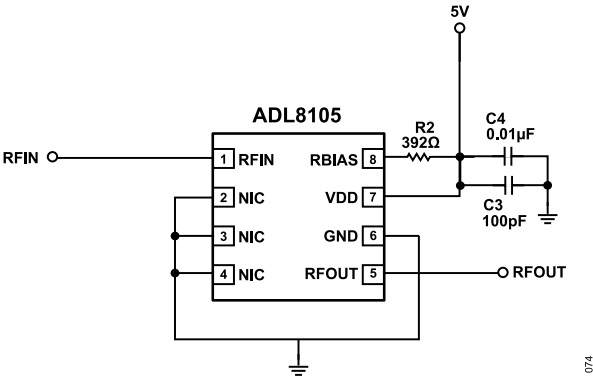 5V
ADL8105
R2
392Ω
C4
0.01µF
RFIN
1 RFIN
RBIAS 8
2 NIC
VDD 7
C3
100pF
3 NIC
GND 6
4 NIC
RFOUT 5
RFOUT
074